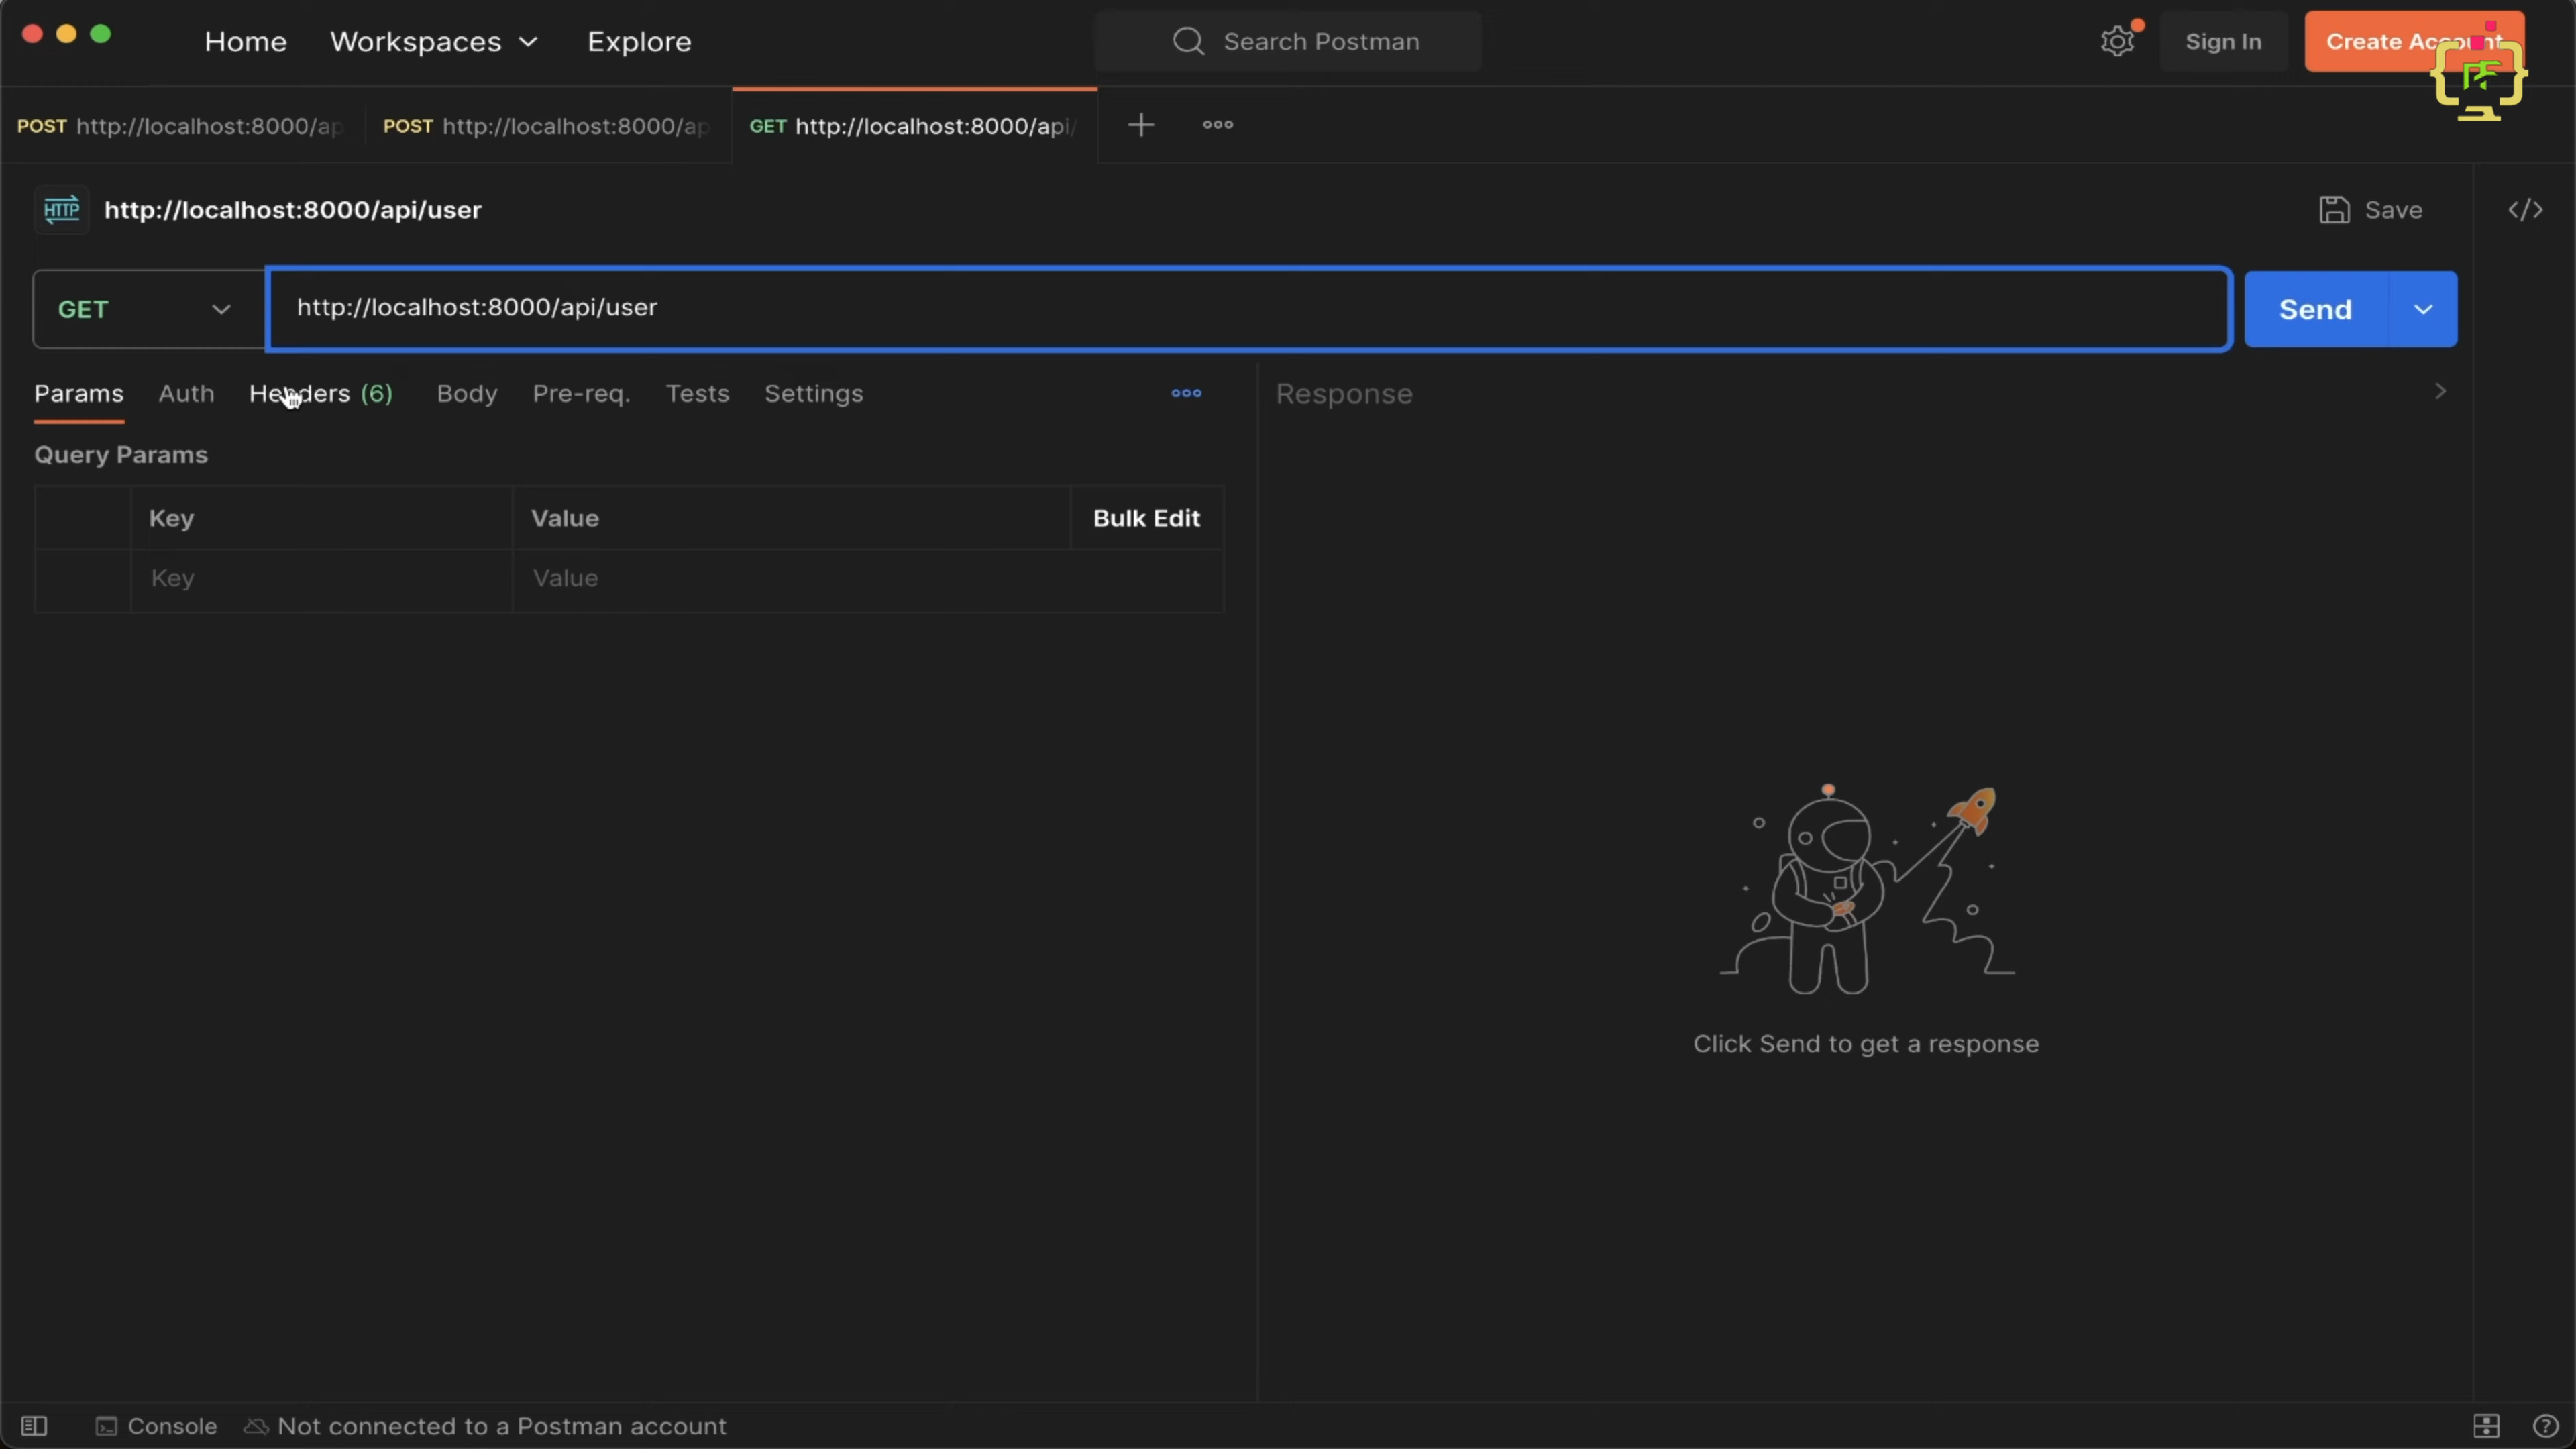 Home Workspaces Explore Search Postman Sign In Create Account
POST http://localhost:8000/ap POST http://localhost:8000/ap GET http://localhost:8000/api/
HTTP http://localhost:8000/api/user Save </>
GET http://localhost:8000/api/user Send
Params Auth Headers (6) Body Pre-req. Tests Settings Response
Query Params
Key Value Bulk Edit
Key Value
Click Send to get a response
Console Not connected to a Postman account